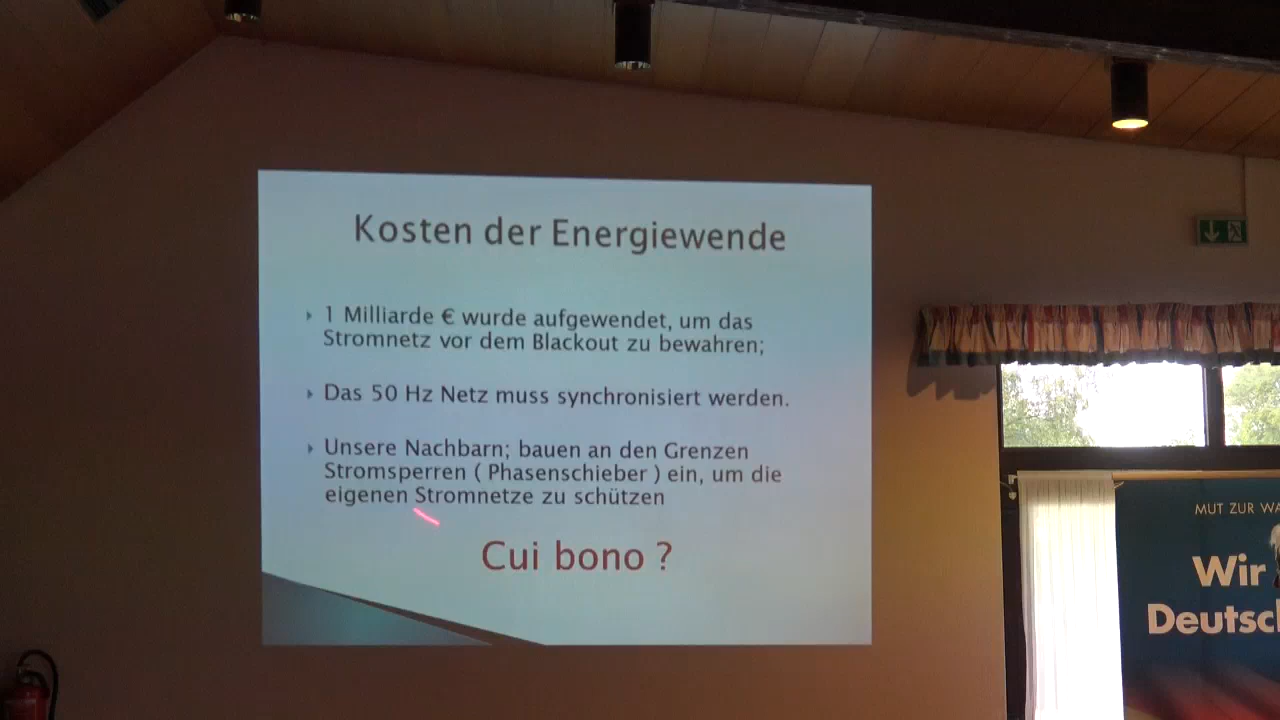 Kosten der Energiewende
1 Milliarde € wurde aufgewendet, um das
Stromnetz vor dem Blackout zu bewahren;
Das 50 Hz Netz muss synchronisiert werden.
Unsere Nachbarn; bauen an den Grenzen
Stromsperren ( Phasenschieber ) ein, um die
eigenen Stromnetze zu schützen
Cui bono ?
MUT ZUR WA
Wir
Deutsc